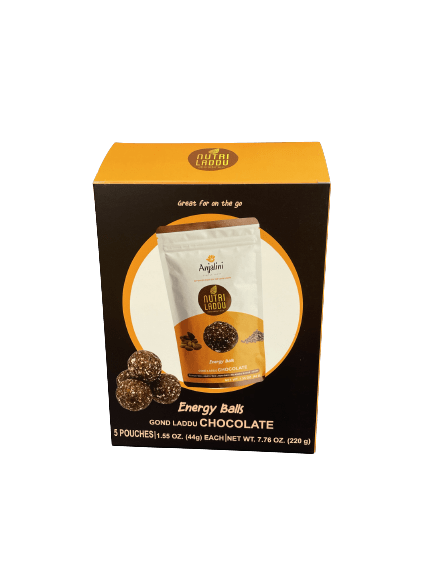 NUTRI
LADDU
Great for on the go
Anjalini
NUTRI
LADDU
Energy Balls
CHOCOLATE
Energy Balls
GOND LADDU CHOCOLATE
5 POUCHES|1.55 OZ. (44g) EACH|NET WT. 7.76 OZ. (220 g)